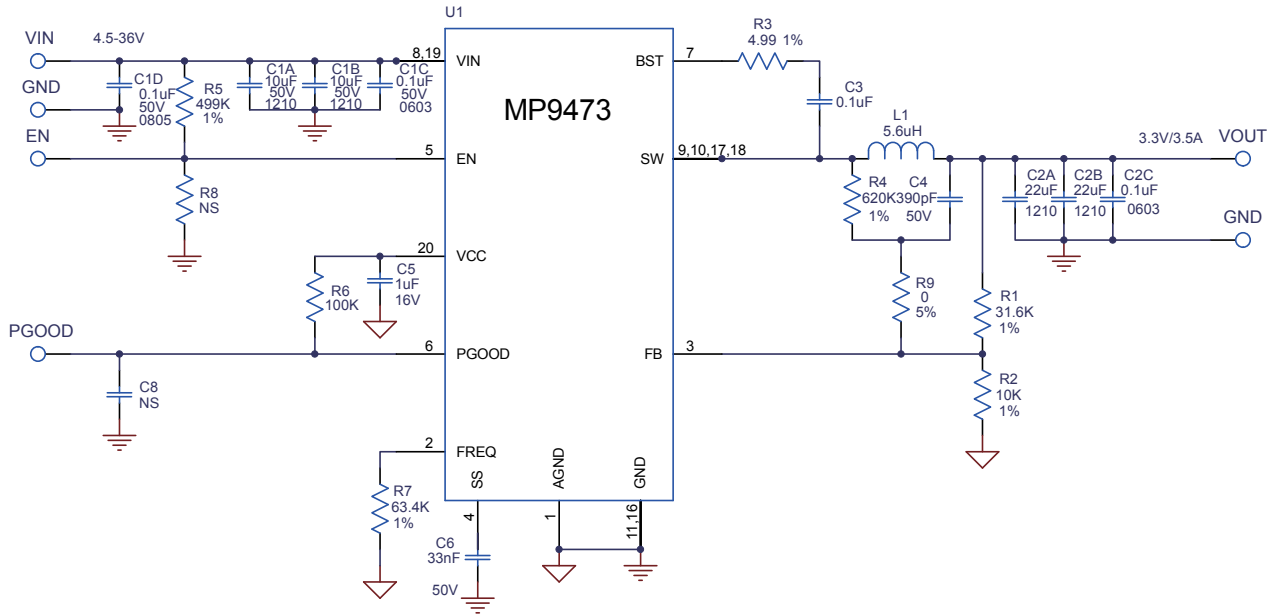 U1
VIN
4.5-36V
8,19
VIN
C1D
0.1uF
50V
0805
R5
499K
1%
C1A
10uF
50V
1210
C1B
10uF
50V
1210
C1C
0.1uF
50V
0603
GND
EN
5
EN
R8
NS
MP9473
BST
7
R3
4.99 1%
C3
0.1uF
L1
5.6uH
SW
9,10,17,18
3.3V/3.5A
VOUT
R4
620K
1%
C4
390pF
50V
C2A
22uF
1210
C2B
22uF
1210
C2C
0.1uF
0603
GND
20
VCC
C5
1uF
16V
R6
100K
R9
0
5%
R1
31.6K
1%
PGOOD
6
PGOOD
C8
NS
FB
3
R2
10K
1%
2
FREQ
R7
63.4K
1%
SS
4
C6
33nF
50V
AGND
1
GND
11,16